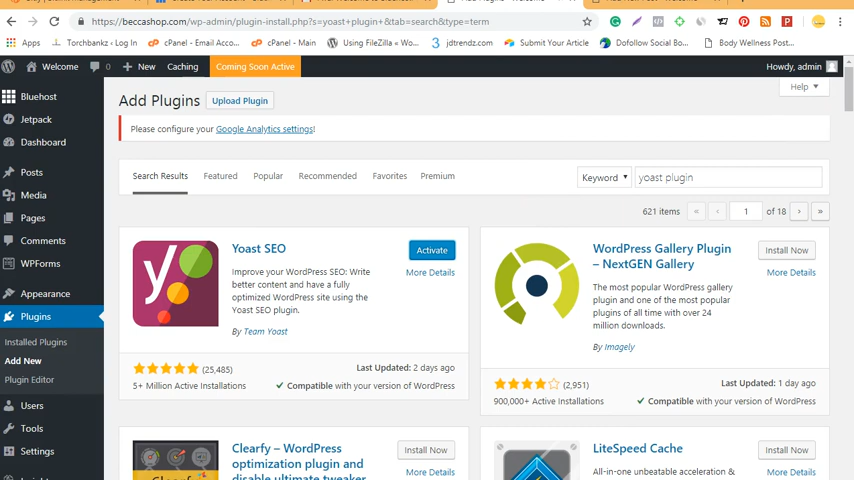 https://beccashop.com/wp-admin/plugin-install.php?s=yoast+plugin+&tab=search&type=term
Apps Torchbankz - Log In cPanel - Email Acco... cPanel - Main Using FileZilla « Wo... jdtrendz.com Submit Your Article Dofollow Social Bo... Body Wellness Post...
Welcome 0 + New Caching Coming Soon Active Howdy, admin
Bluehost
Jetpack
Dashboard
Posts
Media
Pages
Comments
WPForms
Appearance
Plugins
Installed Plugins
Add New
Plugin Editor
Users
Tools
Settings
Help
Add Plugins Upload Plugin
Please configure your Google Analytics settings!
Search Results Featured Popular Recommended Favorites Premium Keyword yoast plugin
621 items « ‹ 1 of 18 › »
Yoast SEO
Activate
More Details
Improve your WordPress SEO: Write
better content and have a fully
optimized WordPress site using the
Yoast SEO plugin.
By Team Yoast
(25,485)
5+ Million Active Installations
Last Updated: 2 days ago
Compatible with your version of WordPress
WordPress Gallery Plugin
– NextGEN Gallery
Install Now
More Details
The most popular WordPress gallery
plugin and one of the most popular
plugins of all time with over 24
million downloads.
By Imagely
(2,951)
900,000+ Active Installations
Last Updated: 1 day ago
Compatible with your version of WordPress
Clearfy – WordPress
optimization plugin and
disable ultimate tweaker
Install Now
More Details
LiteSpeed Cache
Install Now
More Details
All-in-one unbeatable acceleration &